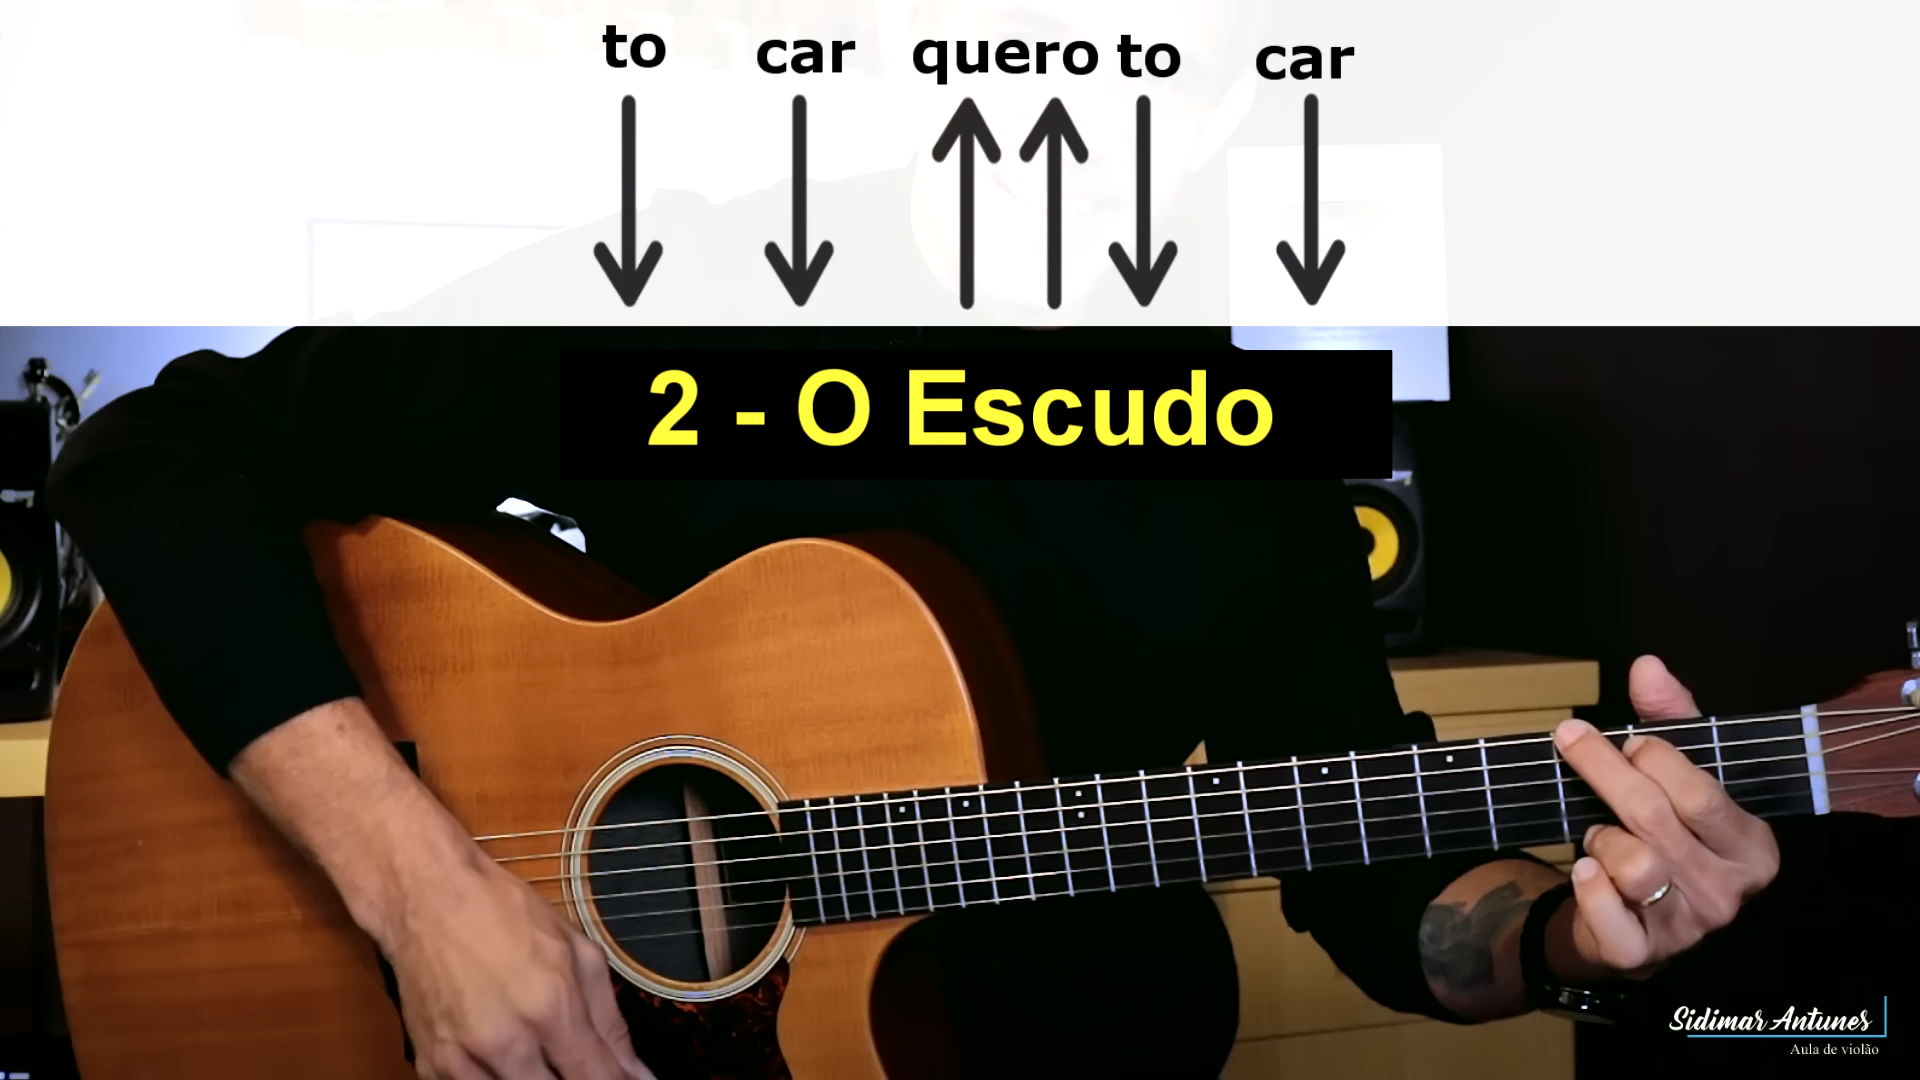 to car quero to car
2 - O Escudo
Sidimar Antunes
Aula de violão